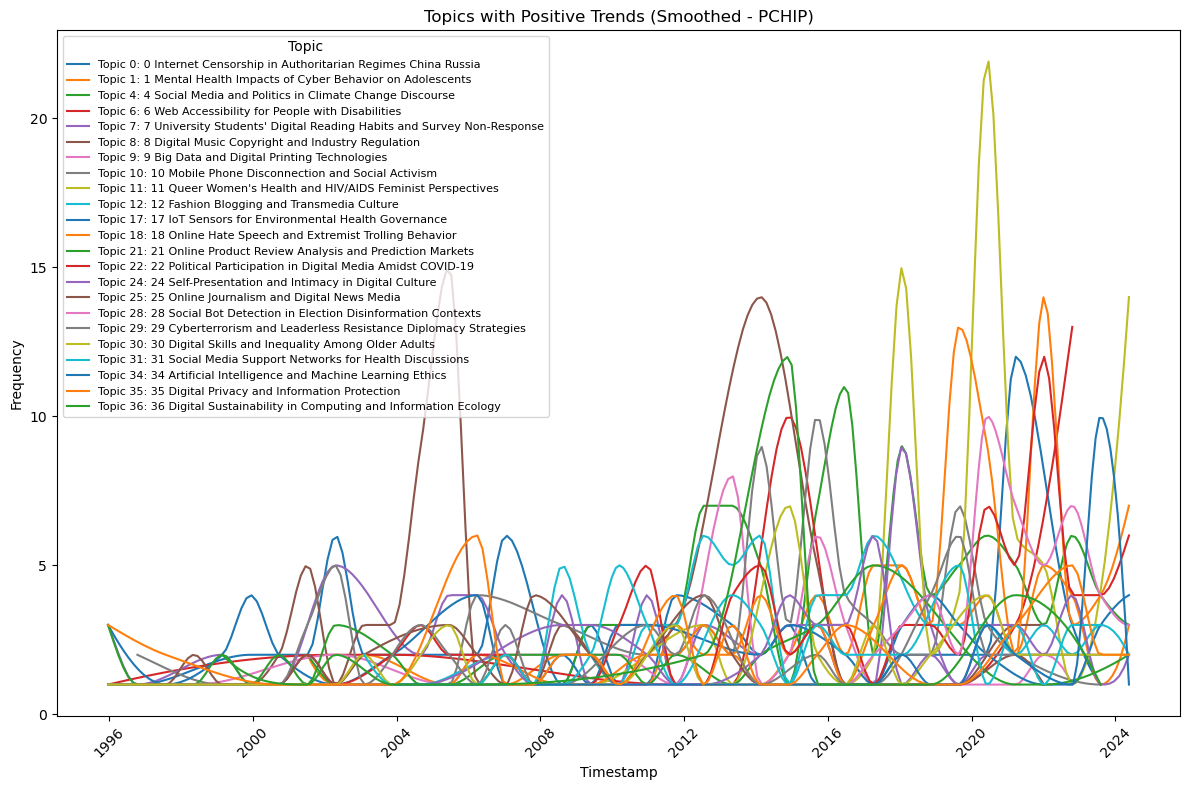 Topics with Positive Trends (Smoothed - PCHIP)
Topic
Topic 0: 0 Internet Censorship in Authoritarian Regimes China Russia
Topic 1: 1 Mental Health Impacts of Cyber Behavior on Adolescents
Topic 4: 4 Social Media and Politics in Climate Change Discourse
Topic 6: 6 Web Accessibility for People with Disabilities
Topic 7: 7 University Students' Digital Reading Habits and Survey Non-Response
Topic 8: 8 Digital Music Copyright and Industry Regulation
Topic 9: 9 Big Data and Digital Printing Technologies
Topic 10: 10 Mobile Phone Disconnection and Social Activism
Topic 11: 11 Queer Women's Health and HIV/AIDS Feminist Perspectives
Topic 12: 12 Fashion Blogging and Transmedia Culture
Topic 17: 17 IoT Sensors for Environmental Health Governance
Topic 18: 18 Online Hate Speech and Extremist Trolling Behavior
Topic 21: 21 Online Product Review Analysis and Prediction Markets
Topic 22: 22 Political Participation in Digital Media Amidst COVID-19
Topic 24: 24 Self-Presentation and Intimacy in Digital Culture
Topic 25: 25 Online Journalism and Digital News Media
Topic 28: 28 Social Bot Detection in Election Disinformation Contexts
Topic 29: 29 Cyberterrorism and Leaderless Resistance Diplomacy Strategies
Topic 30: 30 Digital Skills and Inequality Among Older Adults
Topic 31: 31 Social Media Support Networks for Health Discussions
Topic 34: 34 Artificial Intelligence and Machine Learning Ethics
Topic 35: 35 Digital Privacy and Information Protection
Topic 36: 36 Digital Sustainability in Computing and Information Ecology
Frequency
20
15
10
5
0
1996
2000
2004
2008
2012
2016
2020
2024
Timestamp